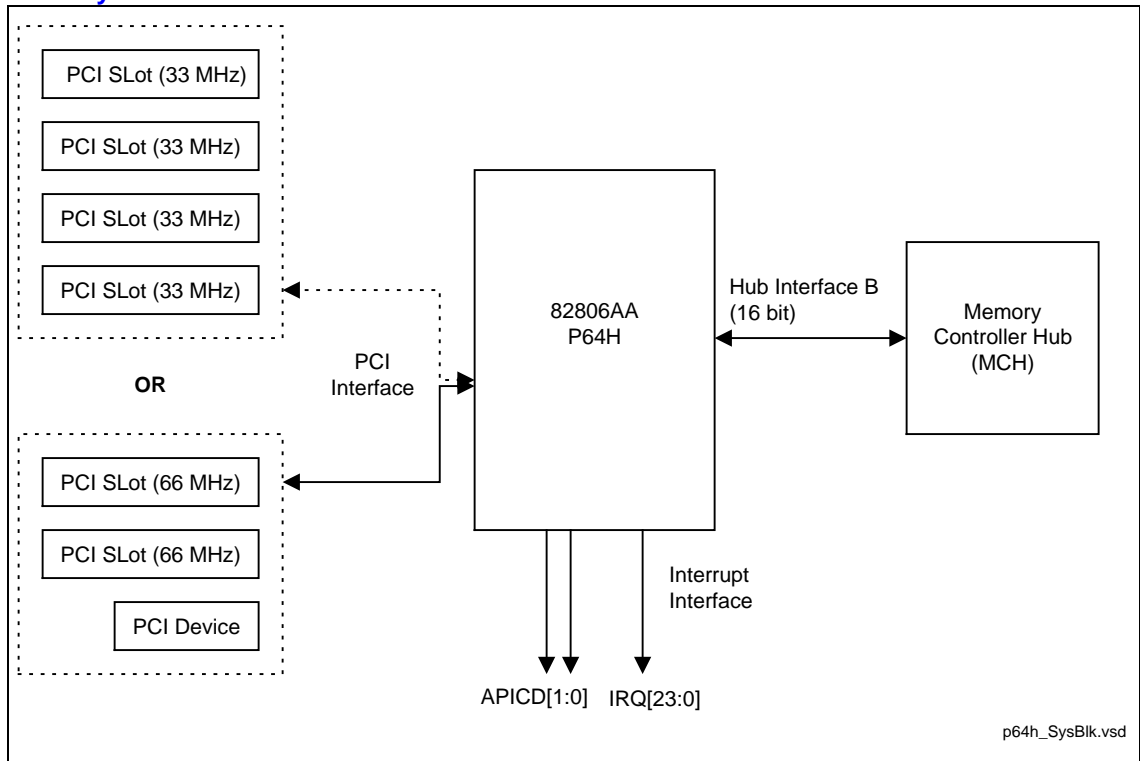 PCI SLot (33 MHz)
PCI SLot (33 MHz)
PCI SLot (33 MHz)
PCI SLot (33 MHz)
OR
PCI SLot (66 MHz)
PCI SLot (66 MHz)
PCI Device
PCI
Interface
82806AA
P64H
Hub Interface B
(16 bit)
Memory
Controller Hub
(MCH)
Interrupt
Interface
APICD[1:0]
IRQ[23:0]
p64h_SysBlk.vsd